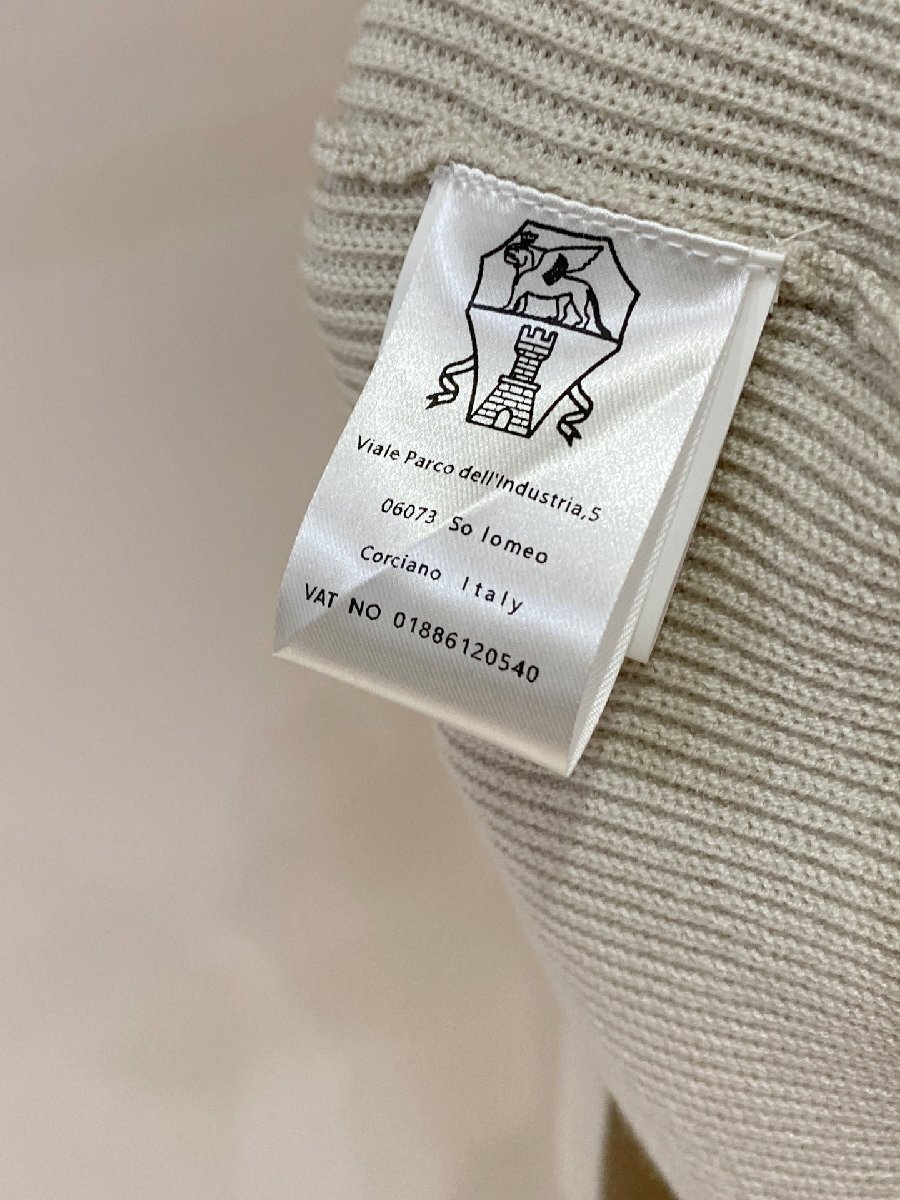 Viale Parco dell'Industria,5
06073 So lomeo
Corciano Italy
VAT NO 01886120540